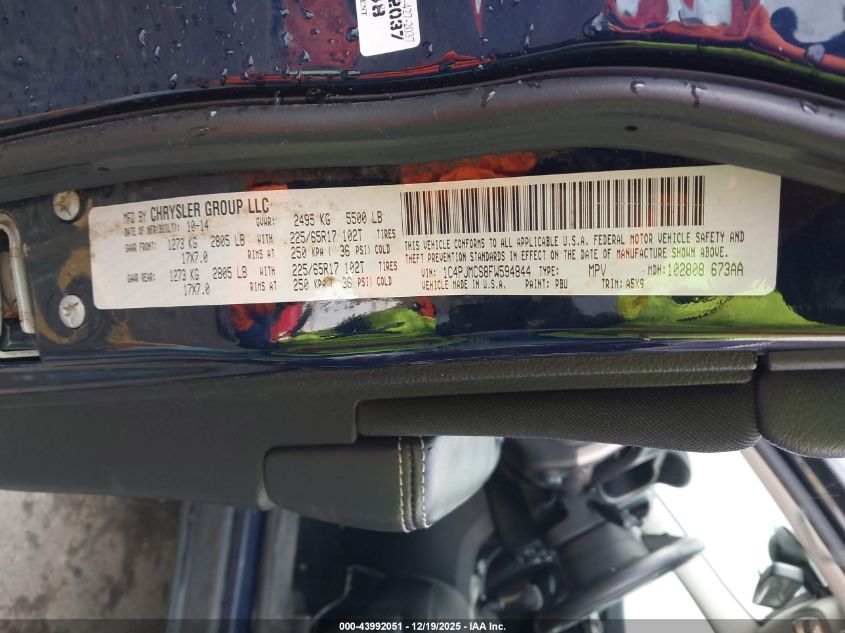 422-2037
2037
MFD BY CHRYSLER GROUP LLC
DATE OF MFR(BUILT): 10-14 GVWR: 2495 KG 5500 LB
GAWR FRONT: 1273 KG 2805 LB WITH 225/65R17 102T TIRES
17X7.0 RIMS AT 250 KPA ( 36 PSI) COLD
GAWR REAR: 1273 KG 2805 LB WITH 225/65R17 102T TIRES
17X7.0 RIMS AT 250 KPA ( 36 PSI) COLD
THIS VEHICLE CONFORMS TO ALL APPLICABLE U.S.A. FEDERAL MOTOR VEHICLE SAFETY AND
THEFT PREVENTION STANDARDS IN EFFECT ON THE DATE OF MANUFACTURE SHOWN ABOVE.
VIN: 1C4PJMCS8FW594844 TYPE: MPV MDH: 102808 673AA
VEHICLE MADE IN U.S.A. PAINT: PBU TRIM: A5X9
000-43992051 - 12/19/2025 - IAA Inc.